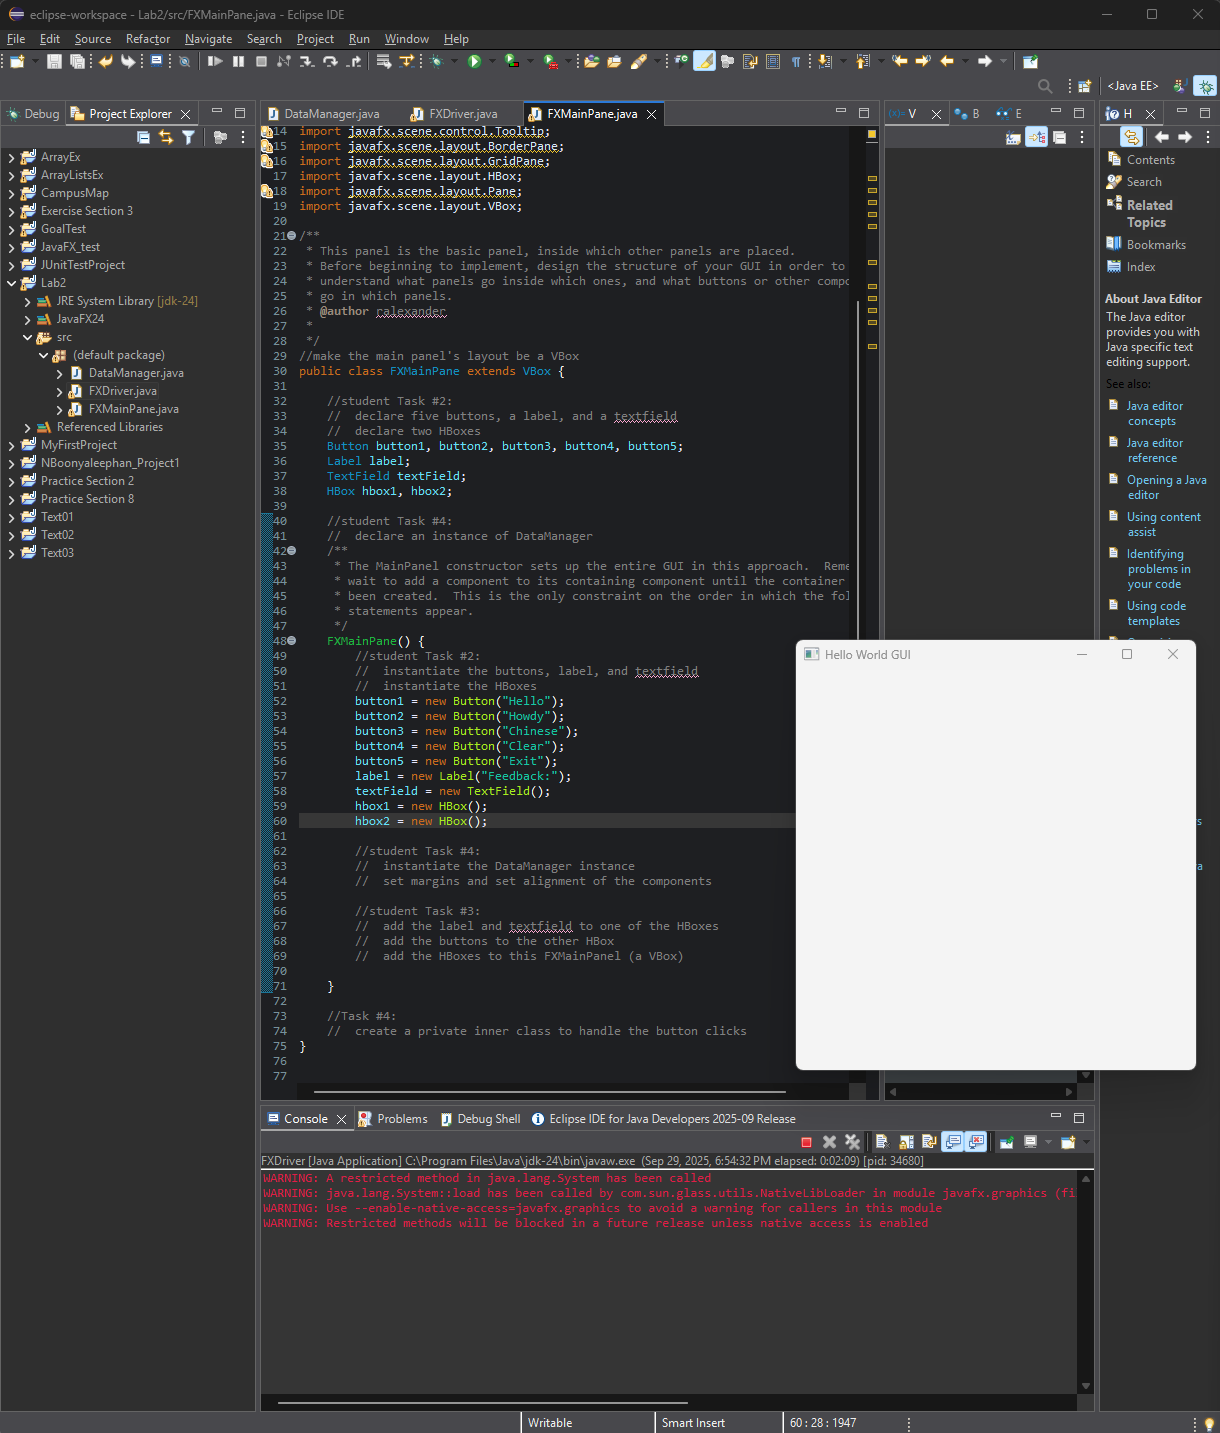 eclipse-workspace - Lab2/src/FXMainPane.java - Eclipse IDE
File Edit Source Refactor Navigate Search Project Run Window Help
<Java EE>
Debug
Project Explorer
ArrayEx
ArrayListsEx
CampusMap
Exercise Section 3
GoalTest
JavaFX_test
JUnitTestProject
Lab2
JRE System Library [jdk-24]
JavaFX24
src
(default package)
DataManager.java
FXDriver.java
FXMainPane.java
Referenced Libraries
MyFirstProject
NBoonyaleephan_Project1
Practice Section 2
Practice Section 8
Text01
Text02
Text03
DataManager.java
FXDriver.java
FXMainPane.java
14 import javafx.scene.control.Tooltip;
15 import javafx.scene.layout.BorderPane;
16 import javafx.scene.layout.GridPane;
17 import javafx.scene.layout.HBox;
18 import javafx.scene.layout.Pane;
19 import javafx.scene.layout.VBox;
20
21 /**
22 * This panel is the basic panel, inside which other panels are placed.
23 * Before beginning to implement, design the structure of your GUI in order to
24 * understand what panels go inside which ones, and what buttons or other compo
25 * go in which panels.
26 * @author ralexander
27 *
28 */
29 //make the main panel's layout be a VBox
30 public class FXMainPane extends VBox {
31
32 //student Task #2:
33 //  declare five buttons, a label, and a textfield
34 //  declare two HBoxes
35 Button button1, button2, button3, button4, button5;
36 Label label;
37 TextField textField;
38 HBox hbox1, hbox2;
39
40 //student Task #4:
41 //  declare an instance of DataManager
42 /**
43 * The MainPanel constructor sets up the entire GUI in this approach.  Reme
44 * wait to add a component to its containing component until the container
45 * been created.  This is the only constraint on the order in which the fol
46 * statements appear.
47 */
48 FXMainPane() {
49 //student Task #2:
50 //  instantiate the buttons, label, and textfield
51 //  instantiate the HBoxes
52 button1 = new Button("Hello");
53 button2 = new Button("Howdy");
54 button3 = new Button("Chinese");
55 button4 = new Button("Clear");
56 button5 = new Button("Exit");
57 label = new Label("Feedback:");
58 textField = new TextField();
59 hbox1 = new HBox();
60 hbox2 = new HBox();
61
62 //student Task #4:
63 //  instantiate the DataManager instance
64 //  set margins and set alignment of the components
65
66 //student Task #3:
67 //  add the label and textfield to one of the HBoxes
68 //  add the buttons to the other HBox
69 //  add the HBoxes to this FXMainPanel (a VBox)
70
71 }
72
73 //Task #4:
74 //  create a private inner class to handle the button clicks
75 }
76
77
V
B
E
H
Contents
Search
Related
Topics
Bookmarks
Index
About Java Editor
The Java editor
provides you with
Java specific text
editing support.
See also:
Java editor
concepts
Java editor
reference
Opening a Java
editor
Using content
assist
Identifying
problems in
your code
Using code
templates
Hello World GUI
Console
Problems
Debug Shell
Eclipse IDE for Java Developers 2025-09 Release
FXDriver [Java Application] C:\Program Files\Java\jdk-24\bin\javaw.exe (Sep 29, 2025, 6:54:32 PM elapsed: 0:02:09) [pid: 34680]
WARNING: A restricted method in java.lang.System has been called
WARNING: java.lang.System::load has been called by com.sun.glass.utils.NativeLibLoader in module javafx.graphics (fi
WARNING: Use --enable-native-access=javafx.graphics to avoid a warning for callers in this module
WARNING: Restricted methods will be blocked in a future release unless native access is enabled
Writable
Smart Insert
60 : 28 : 1947